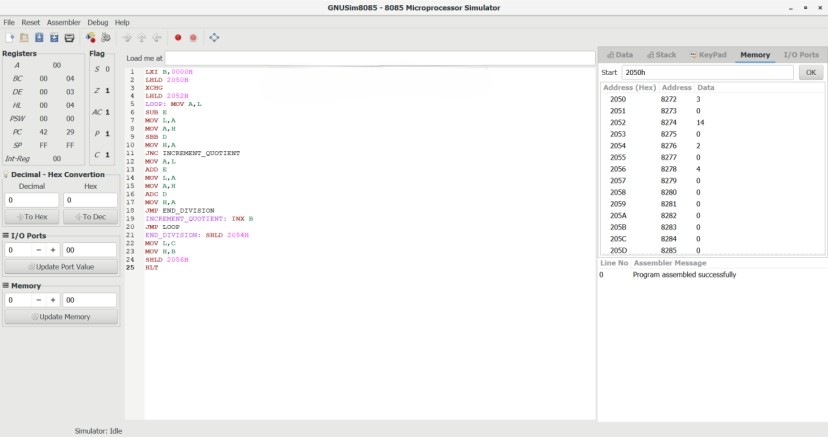 GNUSim8085 - 8085 Microprocessor Simulator
File Reset Assembler Debug Help
Registers
A 00
BC 00 04
DE 00 03
HL 00 04
PSW 00 00
PC 42 29
SP FF FF
Int-Reg 00
Flag
S 0
Z 1
AC 1
P 1
C 1
Decimal - Hex Convertion
Decimal Hex
0 0
To Hex To Dec
I/O Ports
0 − + 00
Update Port Value
Memory
0 − + 00
Update Memory
Load me at
1 LXI B,0000H
2 LHLD 2050H
3 XCHG
4 LHLD 2052H
5 LOOP: MOV A,L
6 SUB E
7 MOV L,A
8 MOV A,H
9 SBB D
10 MOV H,A
11 JNC INCREMENT_QUOTIENT
12 MOV A,L
13 ADD E
14 MOV L,A
15 MOV A,H
16 ADC D
17 MOV H,A
18 JMP END_DIVISION
19 INCREMENT_QUOTIENT: INX B
20 JMP LOOP
21 END_DIVISION: SHLD 2054H
22 MOV L,C
23 MOV H,B
24 SHLD 2056H
25 HLT
Data Stack KeyPad Memory I/O Ports
Start 2050h OK
Address (Hex) Address Data
2050 8272 3
2051 8273 0
2052 8274 14
2053 8275 0
2054 8276 2
2055 8277 0
2056 8278 4
2057 8279 0
2058 8280 0
2059 8281 0
205A 8282 0
205B 8283 0
205C 8284 0
205D 8285 0
Line No Assembler Message
0 Program assembled successfully
Simulator: Idle